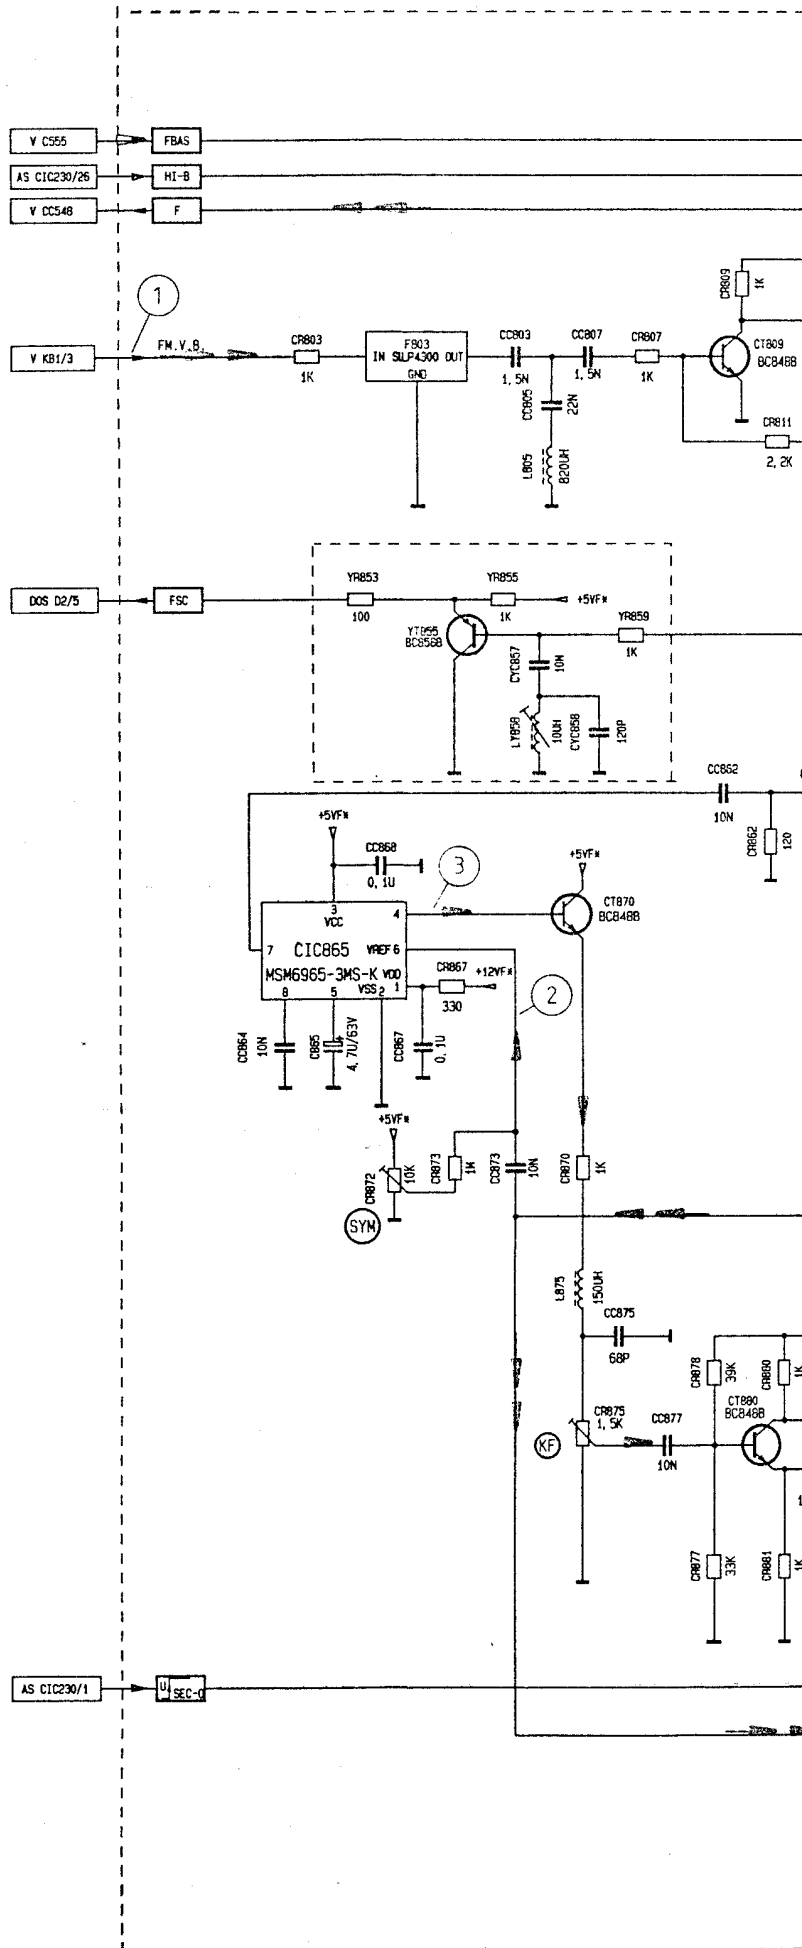 V C555
FBAS
AS CIC230/26
HI-B
V CC548
F
CR809
1K
1
V KB1/3
FM.V.B.
CR803
1K
F803
IN SULP4300 OUT
GND
CC803
1,5N
CC807
1,5N
CR807
1K
CT809
BC848B
CC805
22N
L805
820UH
CR811
2,2K
DOS D2/5
FSC
YR853
100
YR855
1K
+5VF*
YT855
BC856B
YR859
1K
CYC857
10N
LY858
10UH
CYC858
120P
CC862
10N
CR862
120
+5VF*
CC868
0,1U
3
+5VF*
CT870
BC848B
3
VCC
4
7
CIC865
VREF 6
MSM6965-3MS-K
VDD
8
5
VSS 2
1
CR867
330
+12VF*
2
CC864
10N
C865
4,7U/63V
CC867
0,1U
+5VF*
CR872
10K
CR873
1M
CC873
10N
CR870
1K
SYM
L875
150UH
CC875
68P
CR878
39K
CR880
1K
CT880
BC848B
CR875
1,5K
KF
CC877
10N
CR877
33K
CR881
1K
1
AS CIC230/1
U
SEC-O